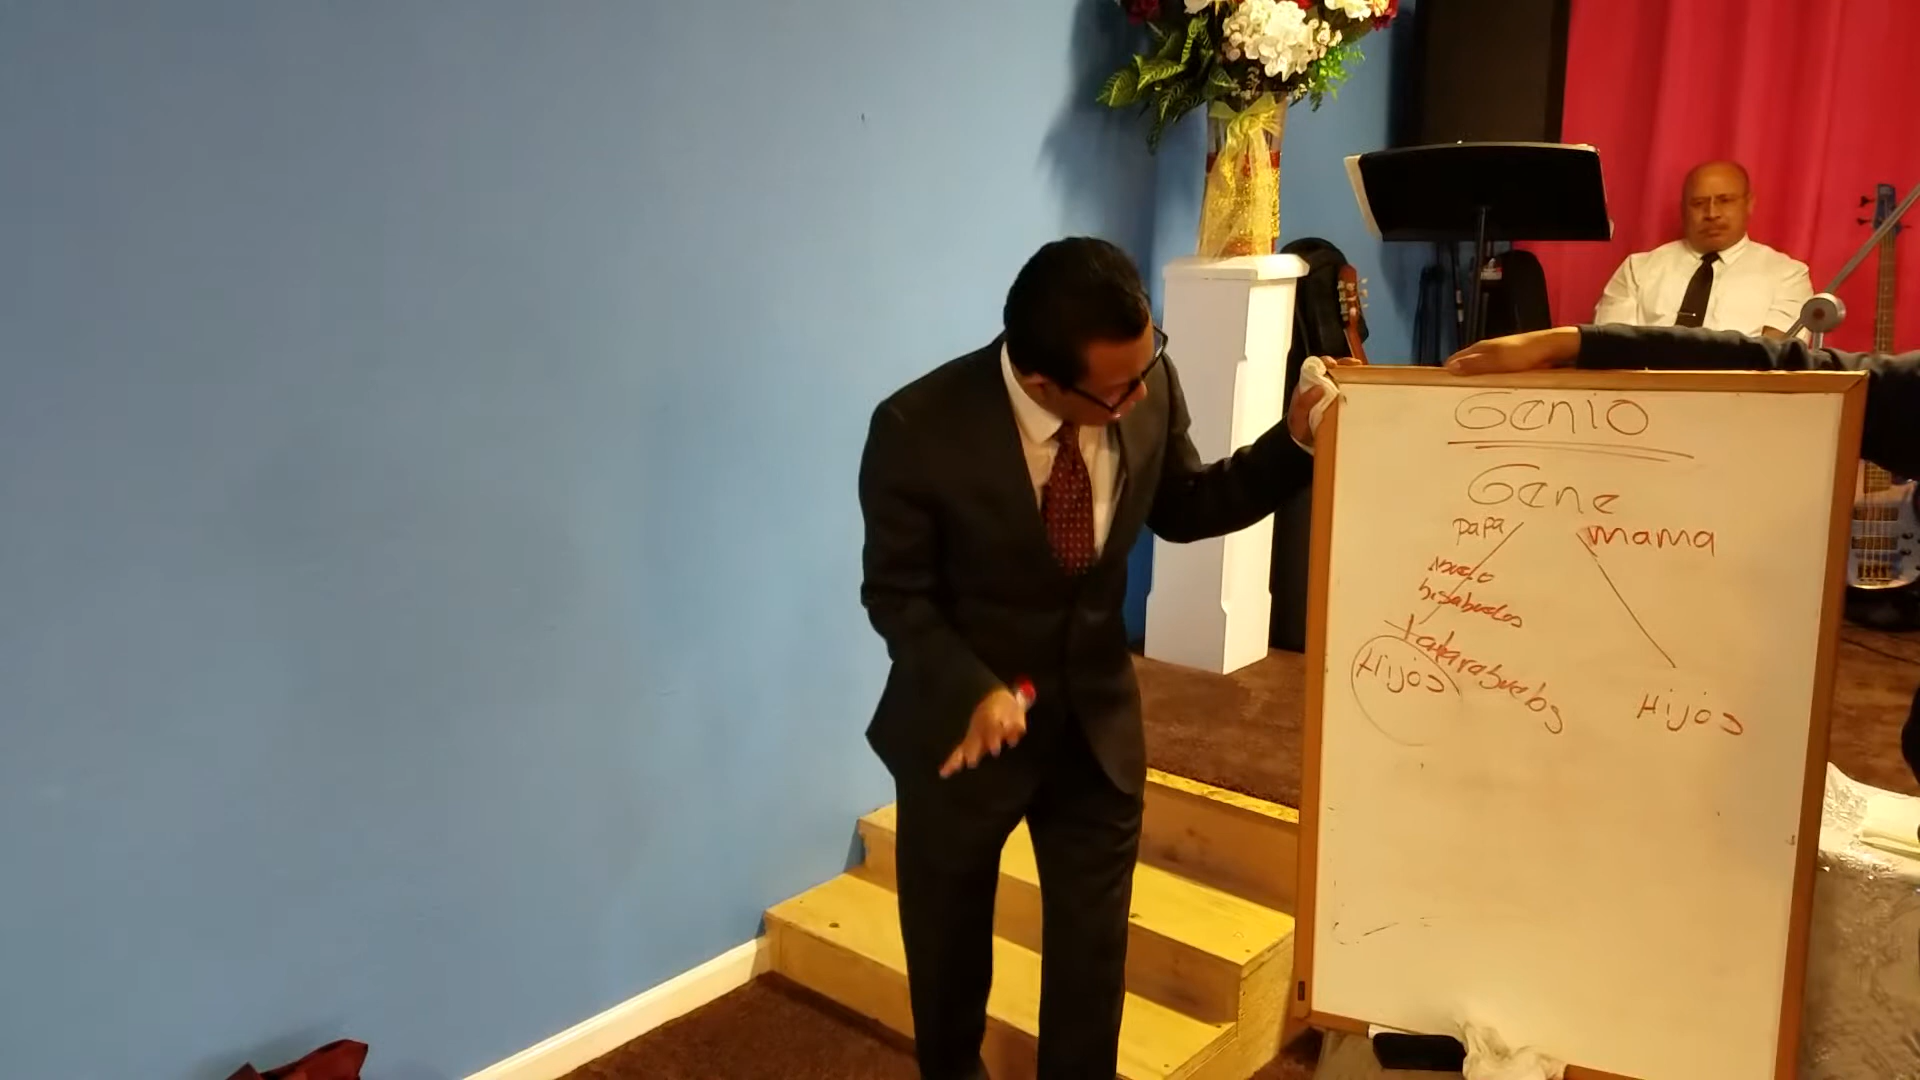 Genio
Gene
papa mama
Abuelo
bisabuelos
tatarabuelos
Hijos Hijos